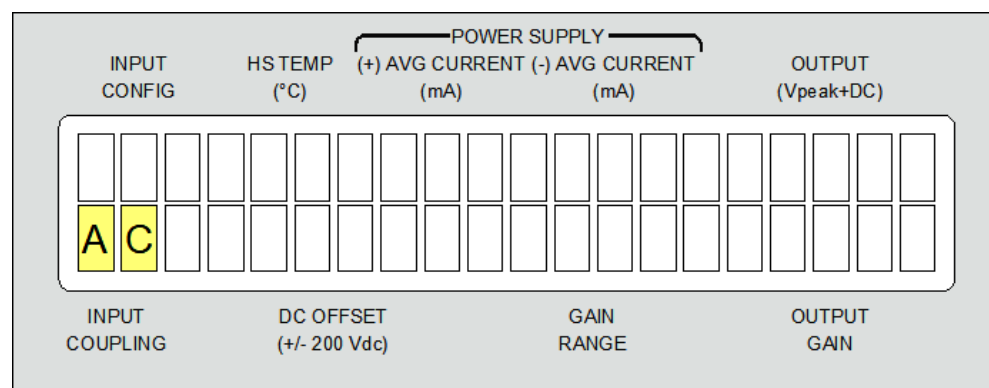 POWER SUPPLY
INPUT HS TEMP (+) AVG CURRENT (-) AVG CURRENT OUTPUT
CONFIG (°C) (mA) (mA) (Vpeak+DC)
AC
INPUT DC OFFSET GAIN OUTPUT
COUPLING (+/- 200 Vdc) RANGE GAIN